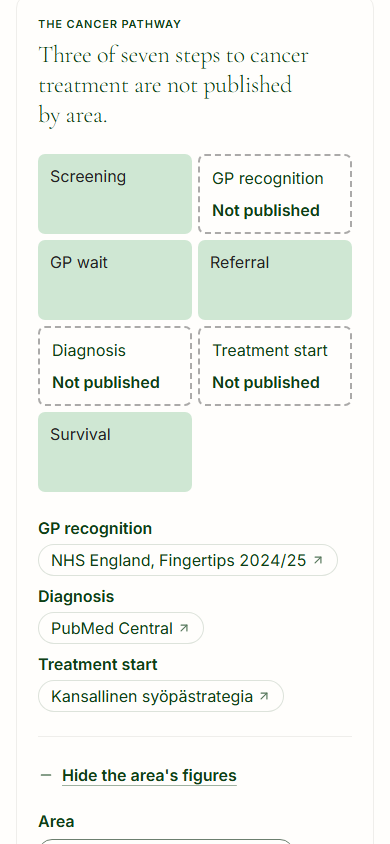 THE CANCER PATHWAY
Three of seven steps to cancer
treatment are not published
by area.
Screening
GP recognition
Not published
GP wait
Referral
Diagnosis
Not published
Treatment start
Not published
Survival
GP recognition
NHS England, Fingertips 2024/25 ↗
Diagnosis
PubMed Central ↗
Treatment start
Kansallinen syöpästrategia ↗
— Hide the area's figures
Area